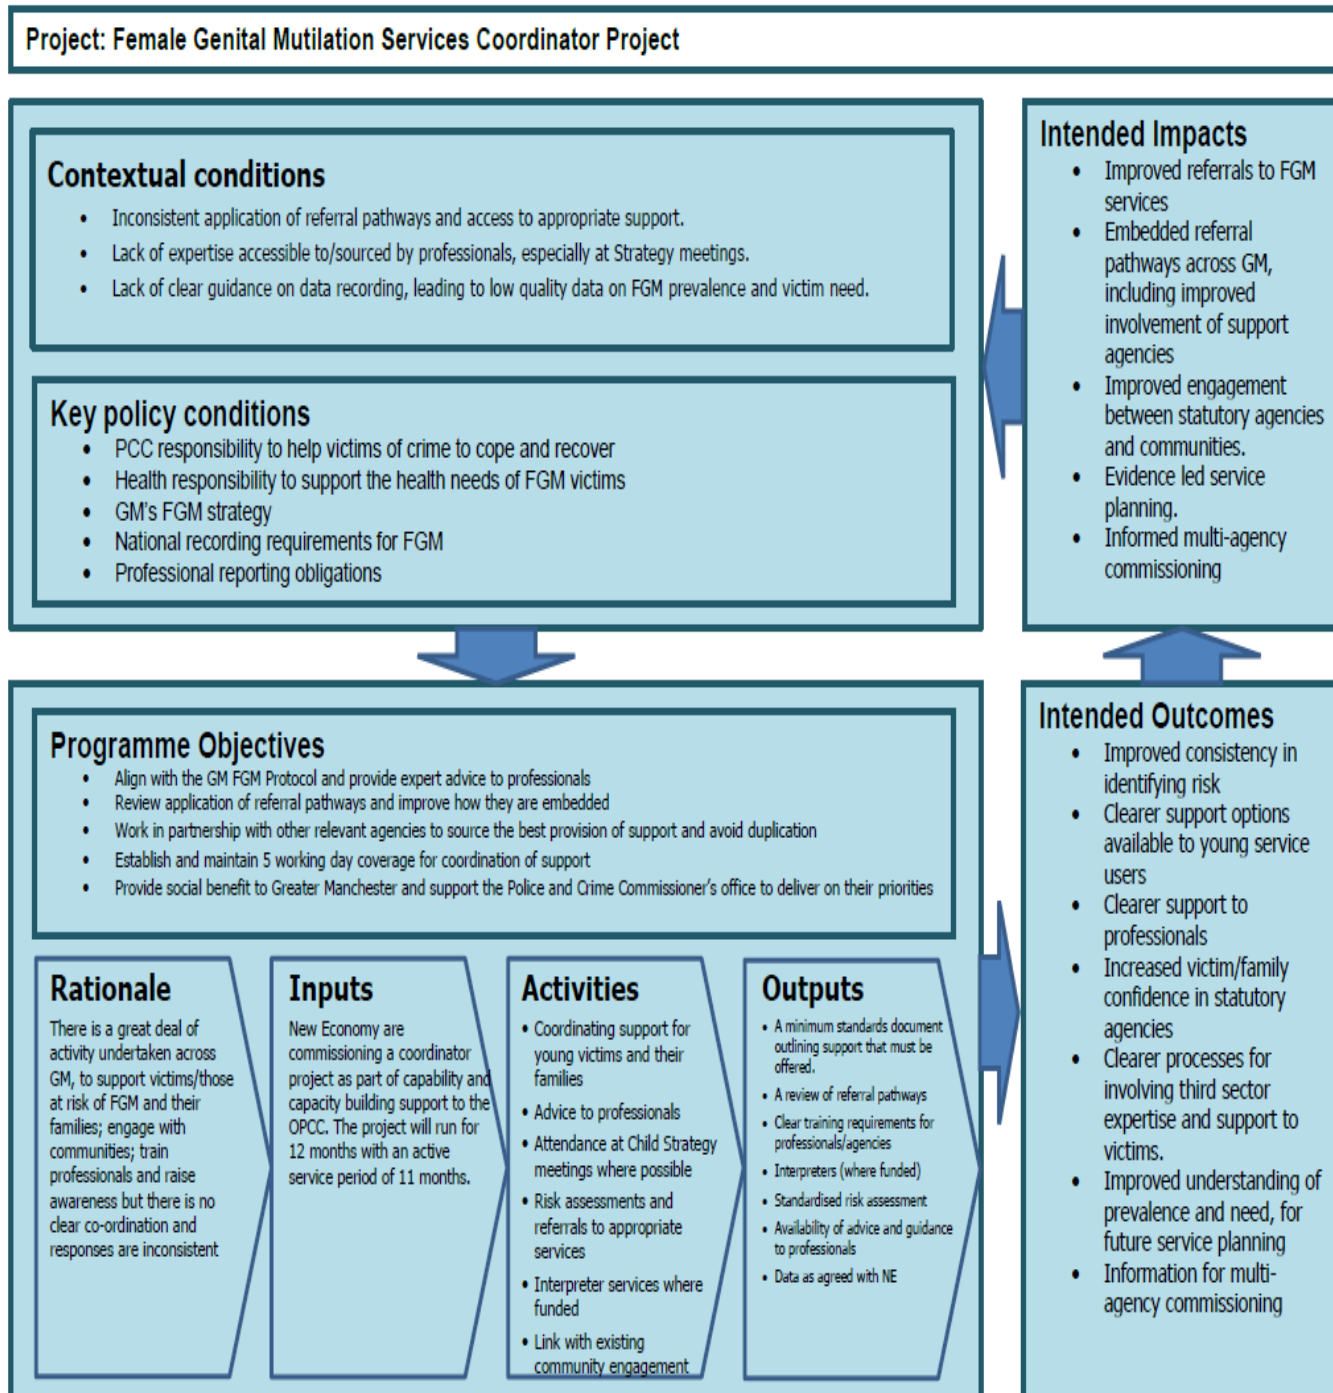 Project: Female Genital Mutilation Services Coordinator Project
Contextual conditions
• Inconsistent application of referral pathways and access to appropriate support.
• Lack of expertise accessible to/sourced by professionals, especially at Strategy meetings.
• Lack of clear guidance on data recording, leading to low quality data on FGM prevalence and victim need.
Key policy conditions
• PCC responsibility to help victims of crime to cope and recover
• Health responsibility to support the health needs of FGM victims
• GM's FGM strategy
• National recording requirements for FGM
• Professional reporting obligations
Intended Impacts
• Improved referrals to FGM
services
• Embedded referral
pathways across GM,
including improved
involvement of support
agencies
• Improved engagement
between statutory agencies
and communities.
• Evidence led service
planning.
• Informed multi-agency
commissioning
Programme Objectives
• Align with the GM FGM Protocol and provide expert advice to professionals
• Review application of referral pathways and improve how they are embedded
• Work in partnership with other relevant agencies to source the best provision of support and avoid duplication
• Establish and maintain 5 working day coverage for coordination of support
• Provide social benefit to Greater Manchester and support the Police and Crime Commissioner's office to deliver on their priorities
Rationale
There is a great deal of
activity undertaken across
GM, to support victims/those
at risk of FGM and their
families; engage with
communities; train
professionals and raise
awareness but there is no
clear co-ordination and
responses are inconsistent
Inputs
New Economy are
commissioning a coordinator
project as part of capability and
capacity building support to the
OPCC. The project will run for
12 months with an active
service period of 11 months.
Activities
• Coordinating support for
young victims and their
families
• Advice to professionals
• Attendance at Child Strategy
meetings where possible
• Risk assessments and
referrals to appropriate
services
• Interpreter services where
funded
• Link with existing
community engagement
Outputs
• A minimum standards document
outlining support that must be
offered.
• A review of referral pathways
• Clear training requirements for
professionals/agencies
• Interpreters (where funded)
• Standardised risk assessment
• Availability of advice and guidance
to professionals
• Data as agreed with NE
Intended Outcomes
• Improved consistency in
identifying risk
• Clearer support options
available to young service
users
• Clearer support to
professionals
• Increased victim/family
confidence in statutory
agencies
• Clearer processes for
involving third sector
expertise and support to
victims.
• Improved understanding of
prevalence and need, for
future service planning
• Information for multi-
agency commissioning